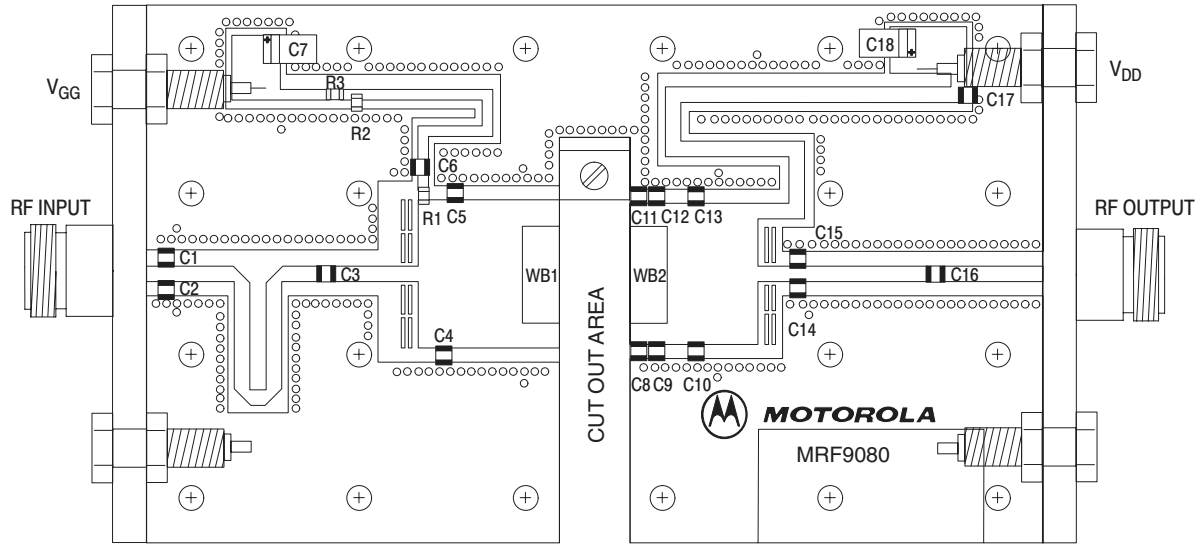 C7
C18
V_GG
V_DD
R3
R2
C17
C6
R1
C5
C11
C12
C13
RF INPUT
RF OUTPUT
C1
C2
C3
WB1
WB2
C15
C16
C14
C4
CUT OUT AREA
C8
C9
C10
MOTOROLA
MRF9080